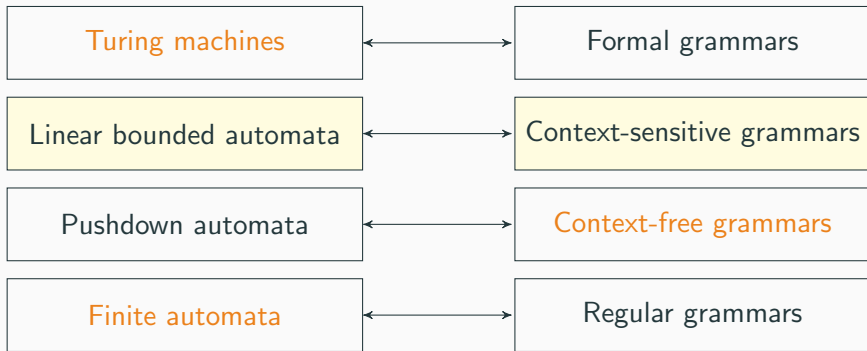 Turing machines
Formal grammars
Linear bounded automata
Context-sensitive grammars
Pushdown automata
Context-free grammars
Finite automata
Regular grammars